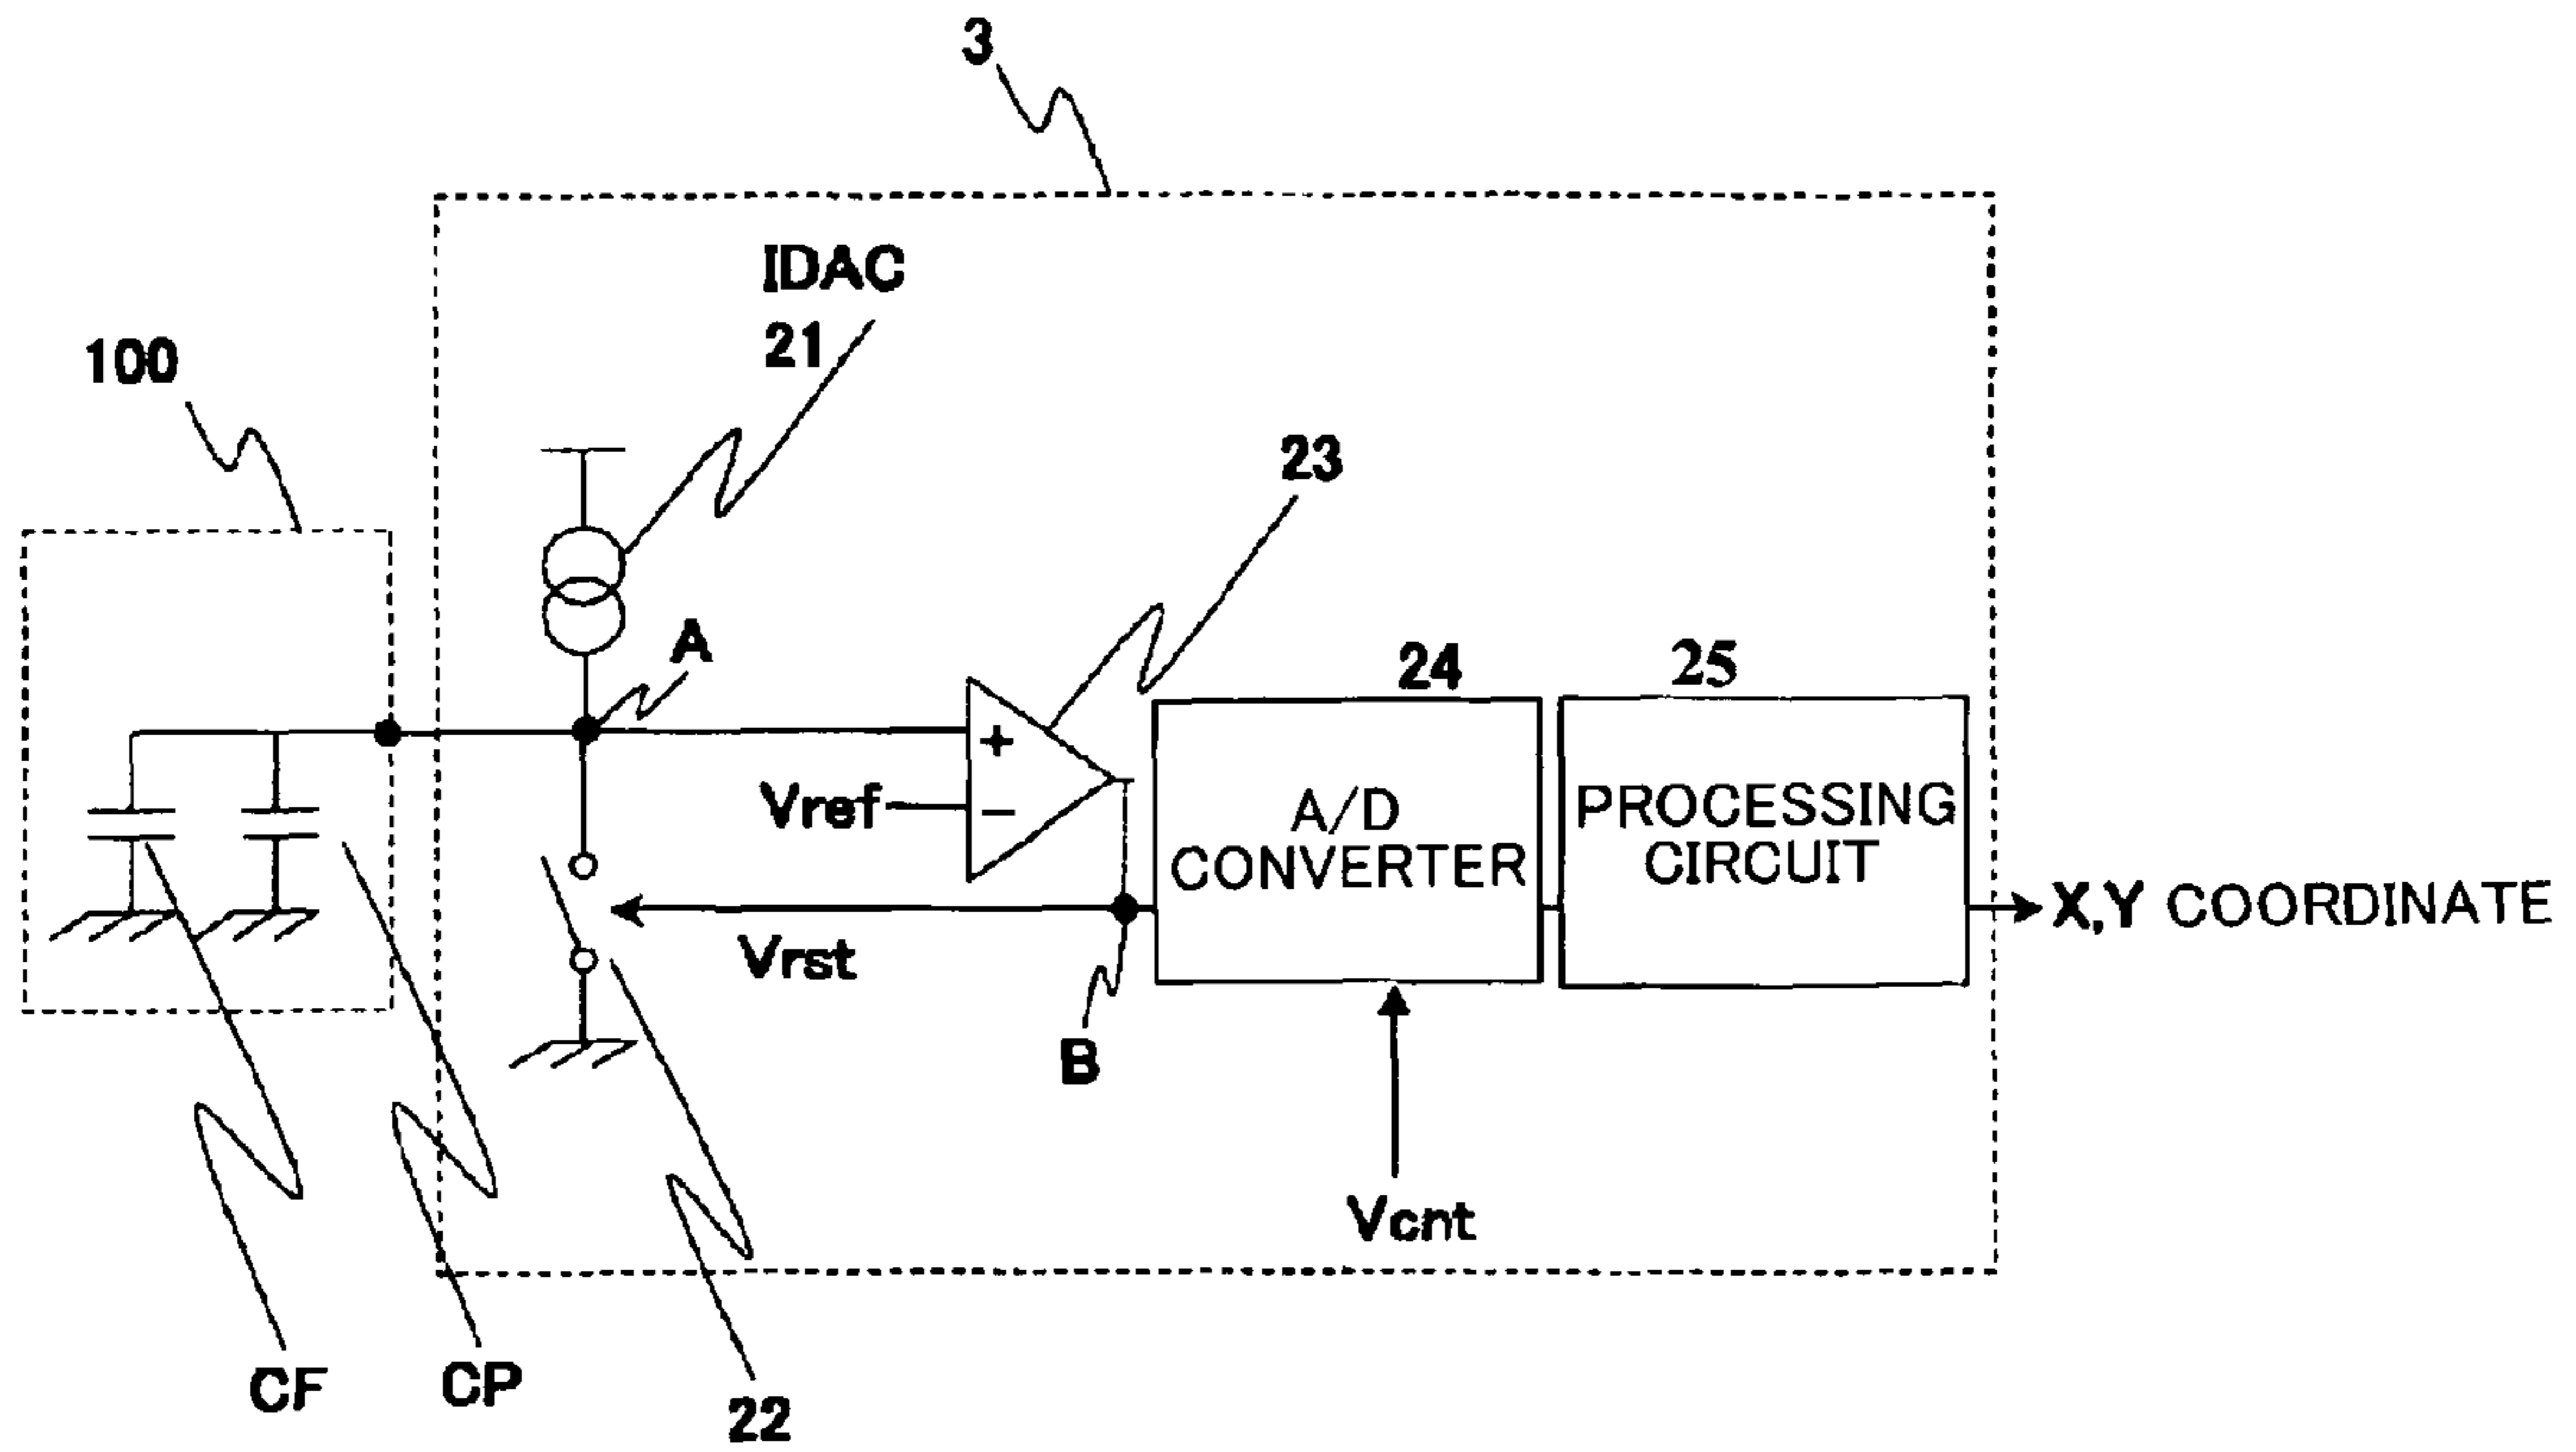 3
IDAC
21
100
23
A
24
25
+
Vref
−
A/D
CONVERTER
PROCESSING
CIRCUIT
X,Y COORDINATE
Vrst
B
Vcnt
CF
CP
22